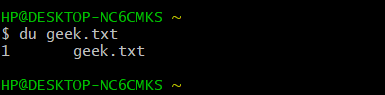 HP@DESKTOP-NC6CMKS ~
$ du geek.txt
1       geek.txt
HP@DESKTOP-NC6CMKS ~